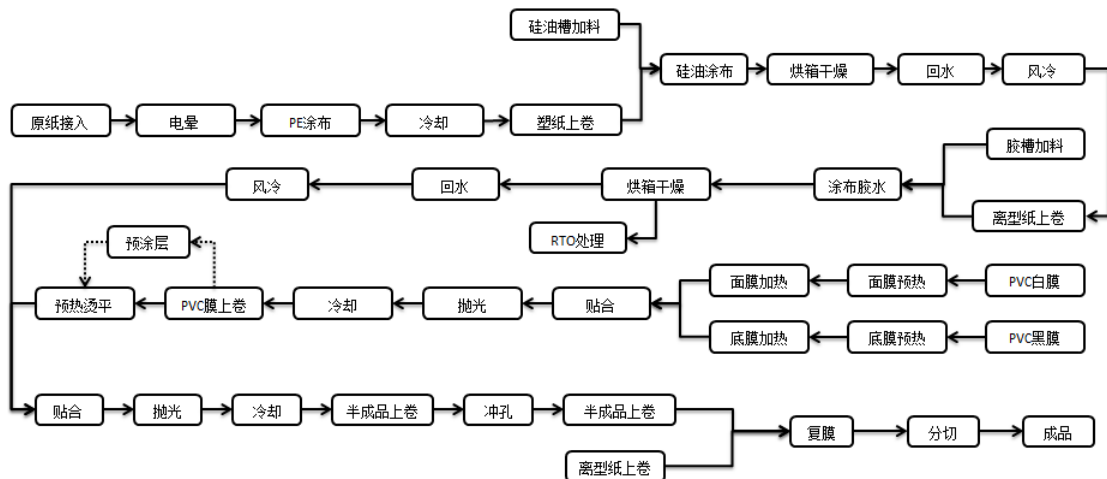 硅油槽加料
硅油涂布
烘箱干燥
回水
风冷
原纸接入
电晕
PE涂布
冷却
塑纸上卷
胶槽加料
风冷
回水
烘箱干燥
涂布胶水
离型纸上卷
RTO处理
预涂层
面膜加热
面膜预热
PVC白膜
预热烫平
PVC膜上卷
冷却
抛光
贴合
底膜加热
底膜预热
PVC黑膜
贴合
抛光
冷却
半成品上卷
冲孔
半成品上卷
复膜
分切
成品
离型纸上卷